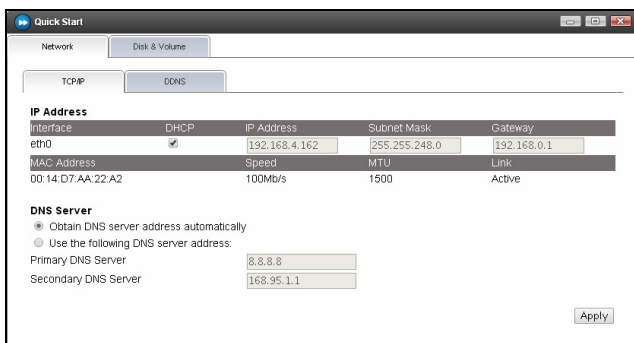 Quick Start
Network Disk & Volume
TCP/IP DDNS
IP Address
Interface DHCP IP Address Subnet Mask Gateway
eth0 192.168.4.162 255.255.248.0 192.168.0.1
MAC Address Speed MTU Link
00:14:D7:AA:22:A2 100Mb/s 1500 Active
DNS Server
Obtain DNS server address automatically
Use the following DNS server address:
Primary DNS Server 8.8.8.8
Secondary DNS Server 168.95.1.1
Apply